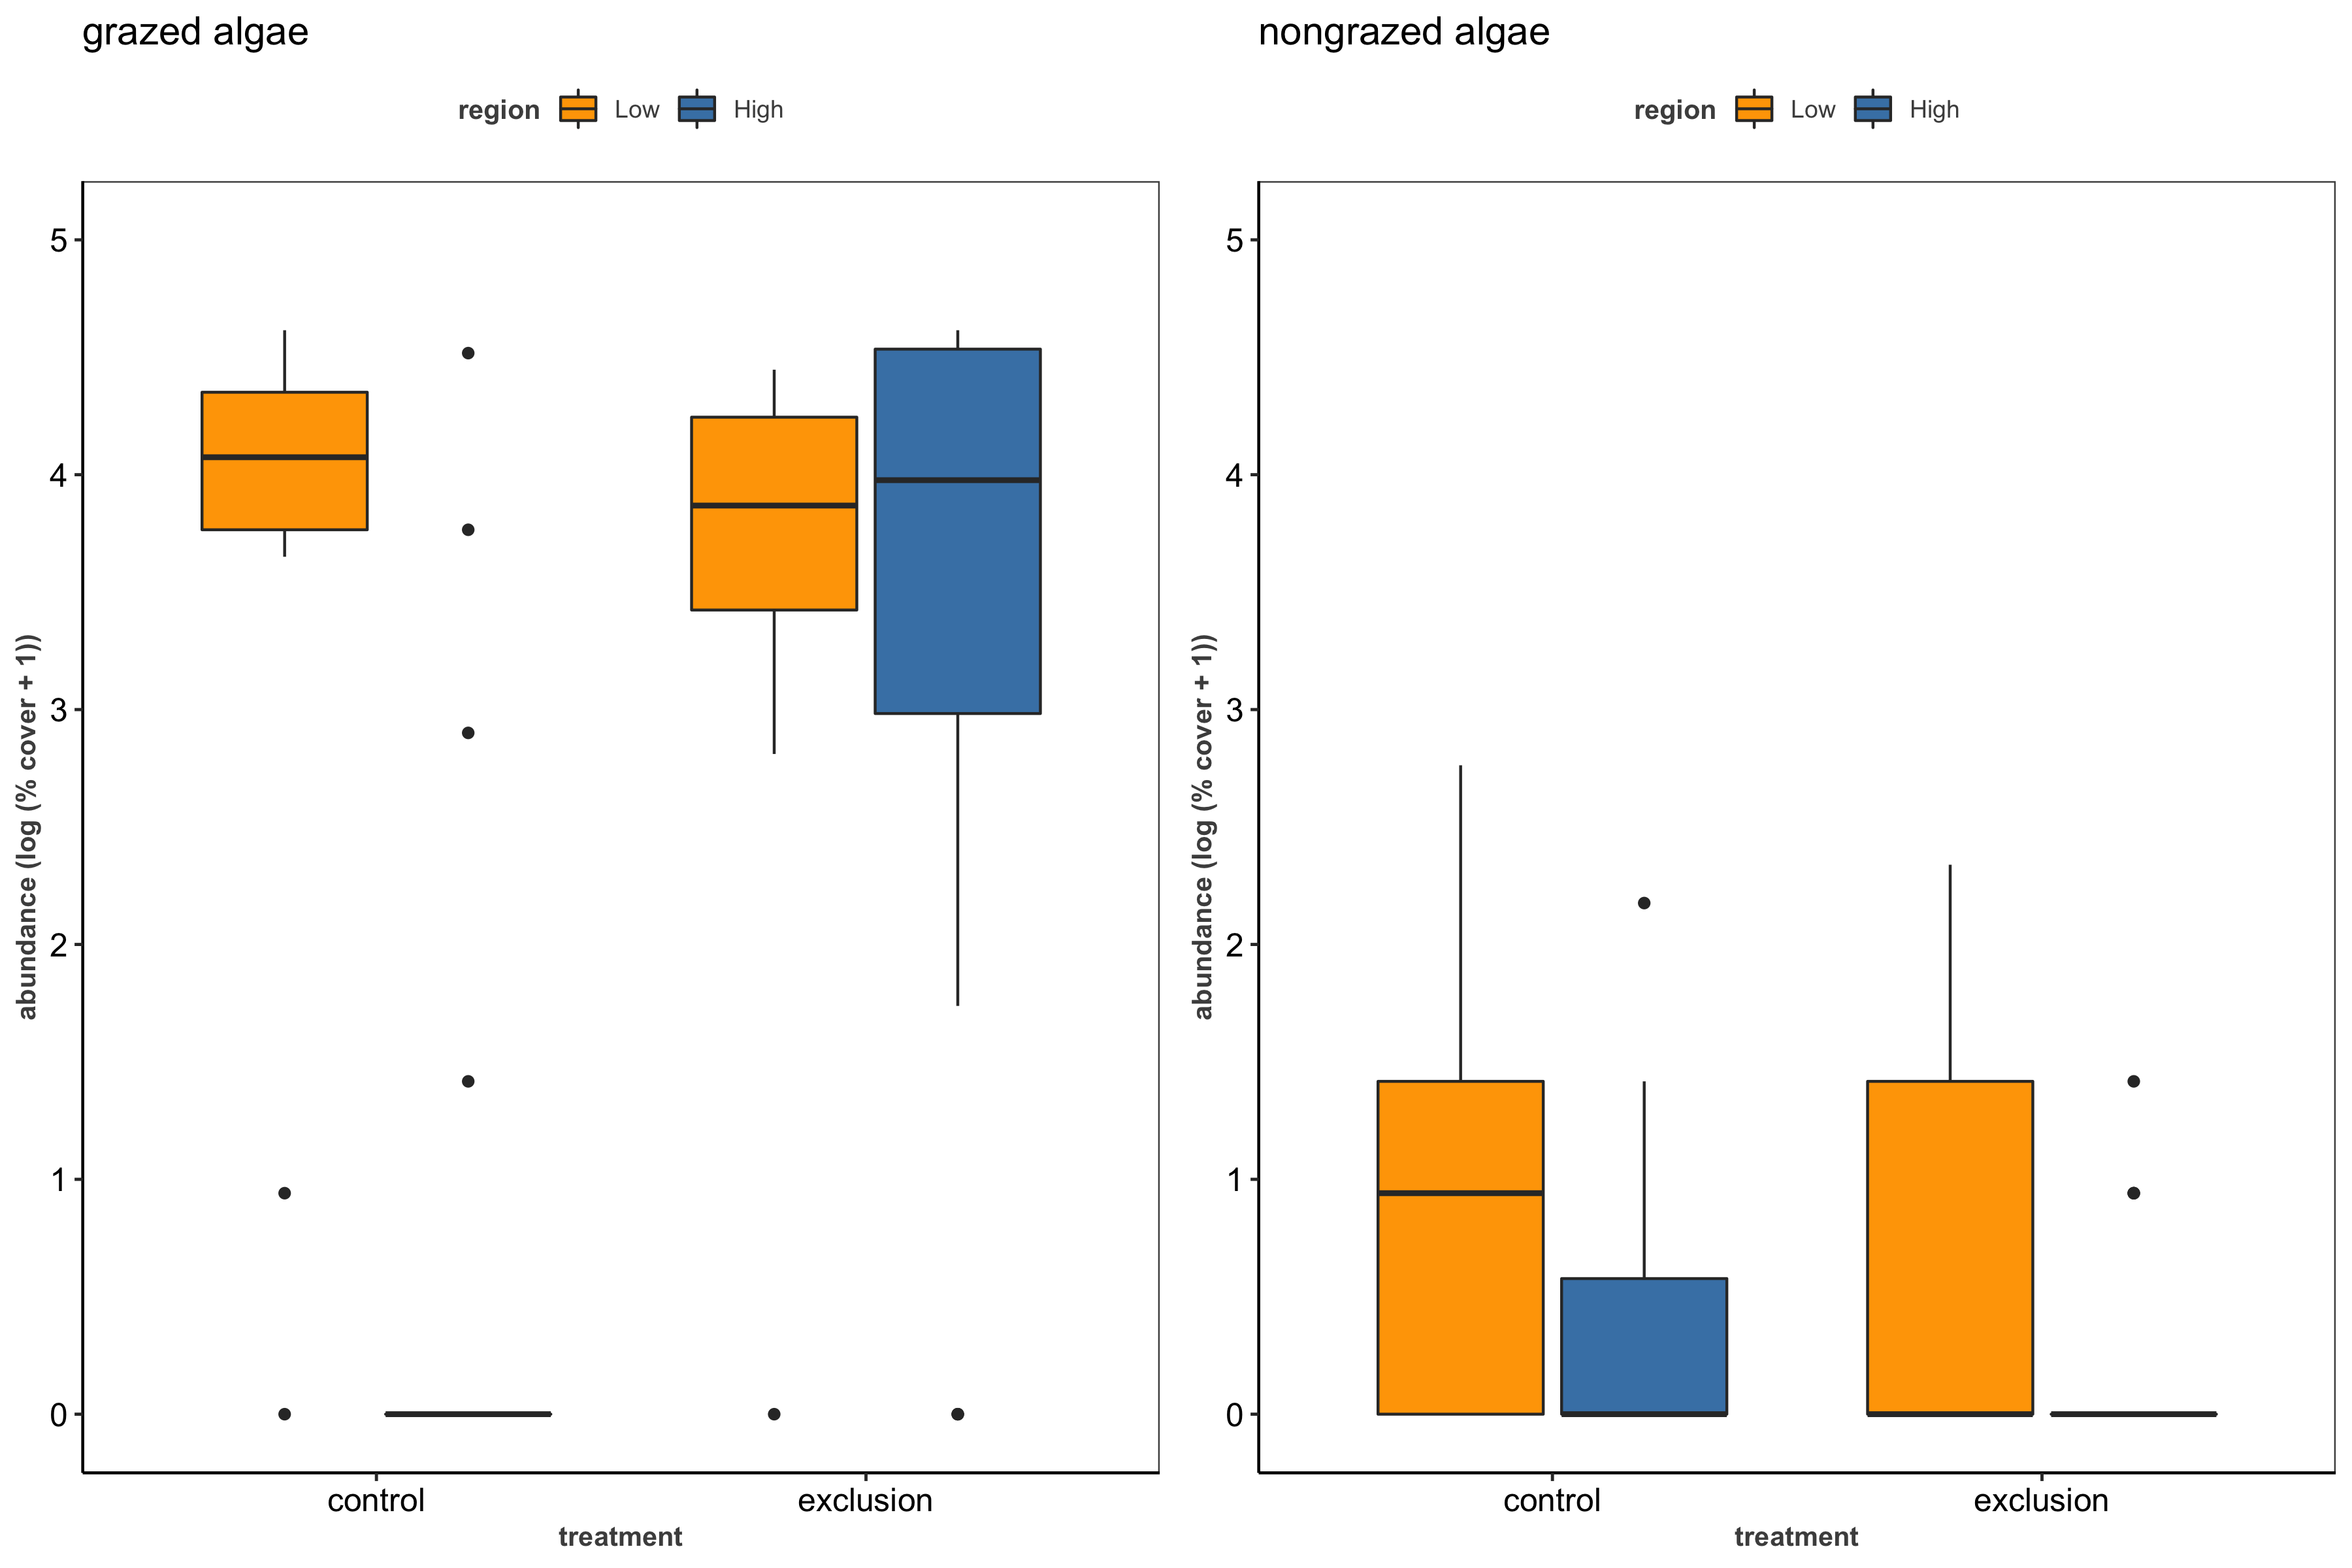 grazed algae
region Low High
5
4
3
2
1
0
abundance (log (% cover + 1))
control exclusion
treatment
nongrazed algae
region Low High
5
4
3
2
1
0
abundance (log (% cover + 1))
control exclusion
treatment